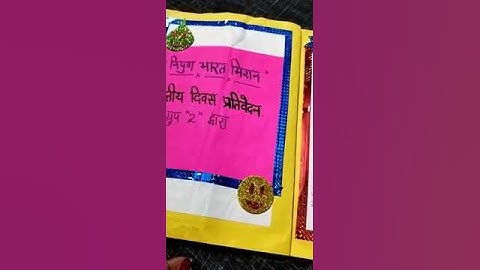 निपुण भारत मिशन"
तीय दिवस प्रतिवेदन
ग्रुप "2" द्वारा